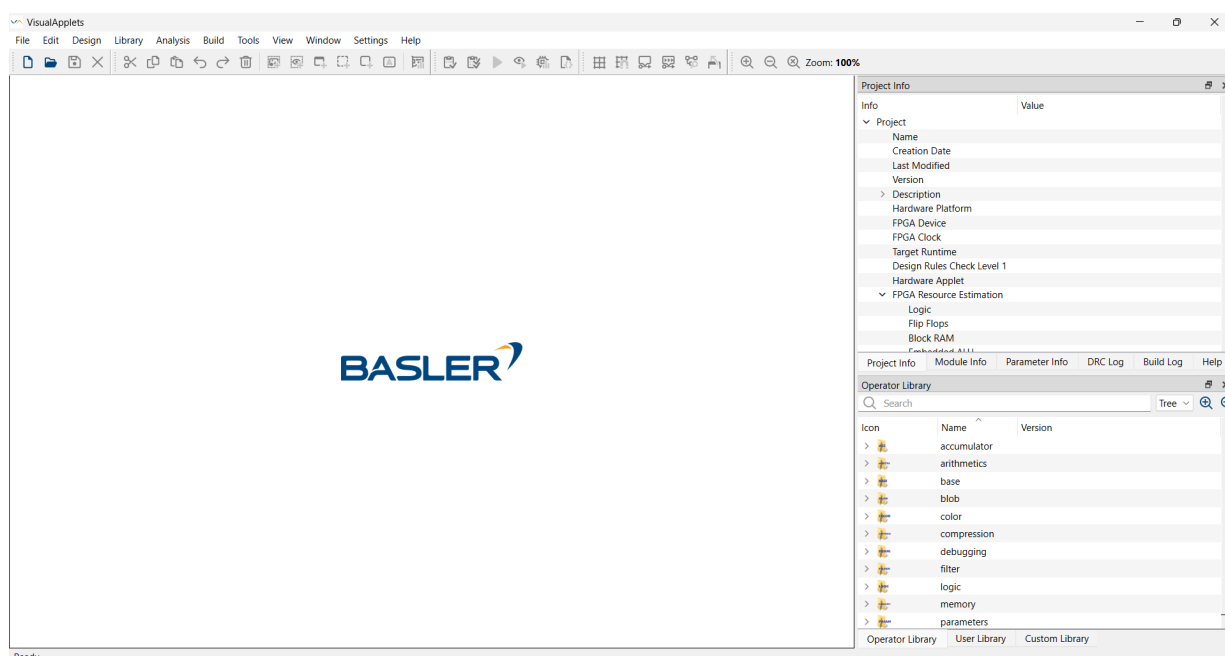 VisualApplets
File Edit Design Library Analysis Build Tools View Window Settings Help
Zoom: 100%
BASLER
Project Info
Info Value
Project
Name
Creation Date
Last Modified
Version
Description
Hardware Platform
FPGA Device
FPGA Clock
Target Runtime
Design Rules Check Level 1
Hardware Applet
FPGA Resource Estimation
Logic
Flip Flops
Block RAM
Embedded ALU
Project Info Module Info Parameter Info DRC Log Build Log Help
Operator Library
Search Tree
Icon Name Version
accumulator
arithmetics
base
blob
color
compression
debugging
filter
logic
memory
parameters
Operator Library User Library Custom Library
Ready